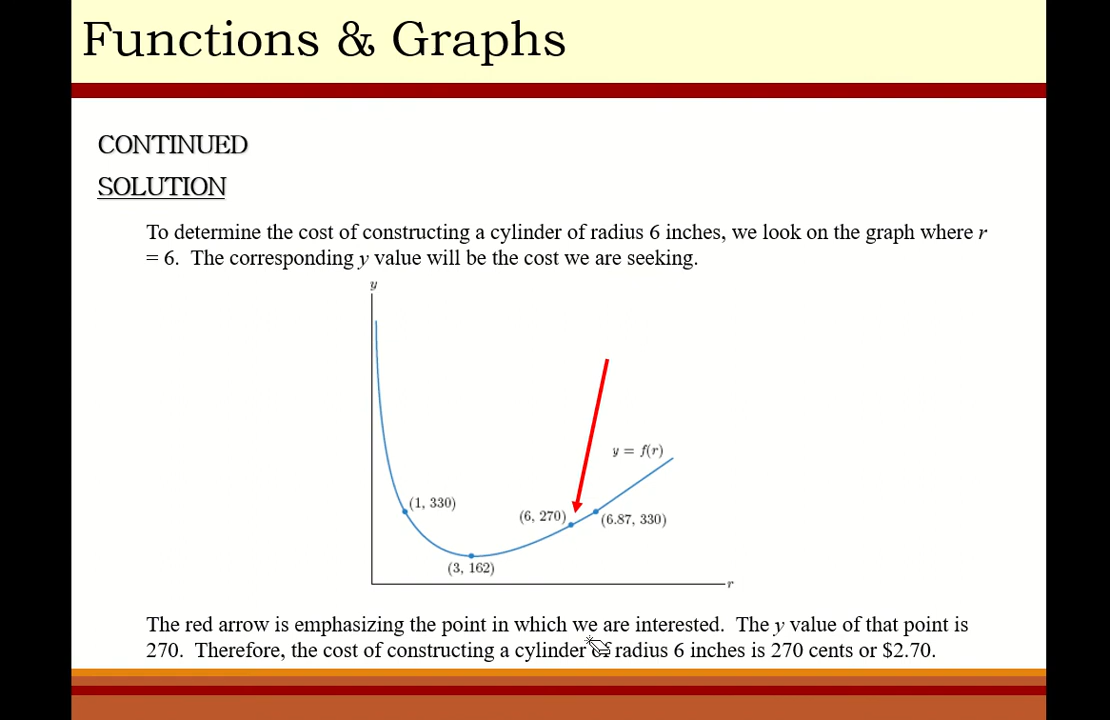 Functions & Graphs
CONTINUED
SOLUTION
To determine the cost of constructing a cylinder of radius 6 inches, we look on the graph where r
= 6. The corresponding y value will be the cost we are seeking.
y
y = f(r)
(1, 330)
(6, 270)
(6.87, 330)
(3, 162)
r
The red arrow is emphasizing the point in which we are interested. The y value of that point is
270. Therefore, the cost of constructing a cylinder of radius 6 inches is 270 cents or $2.70.